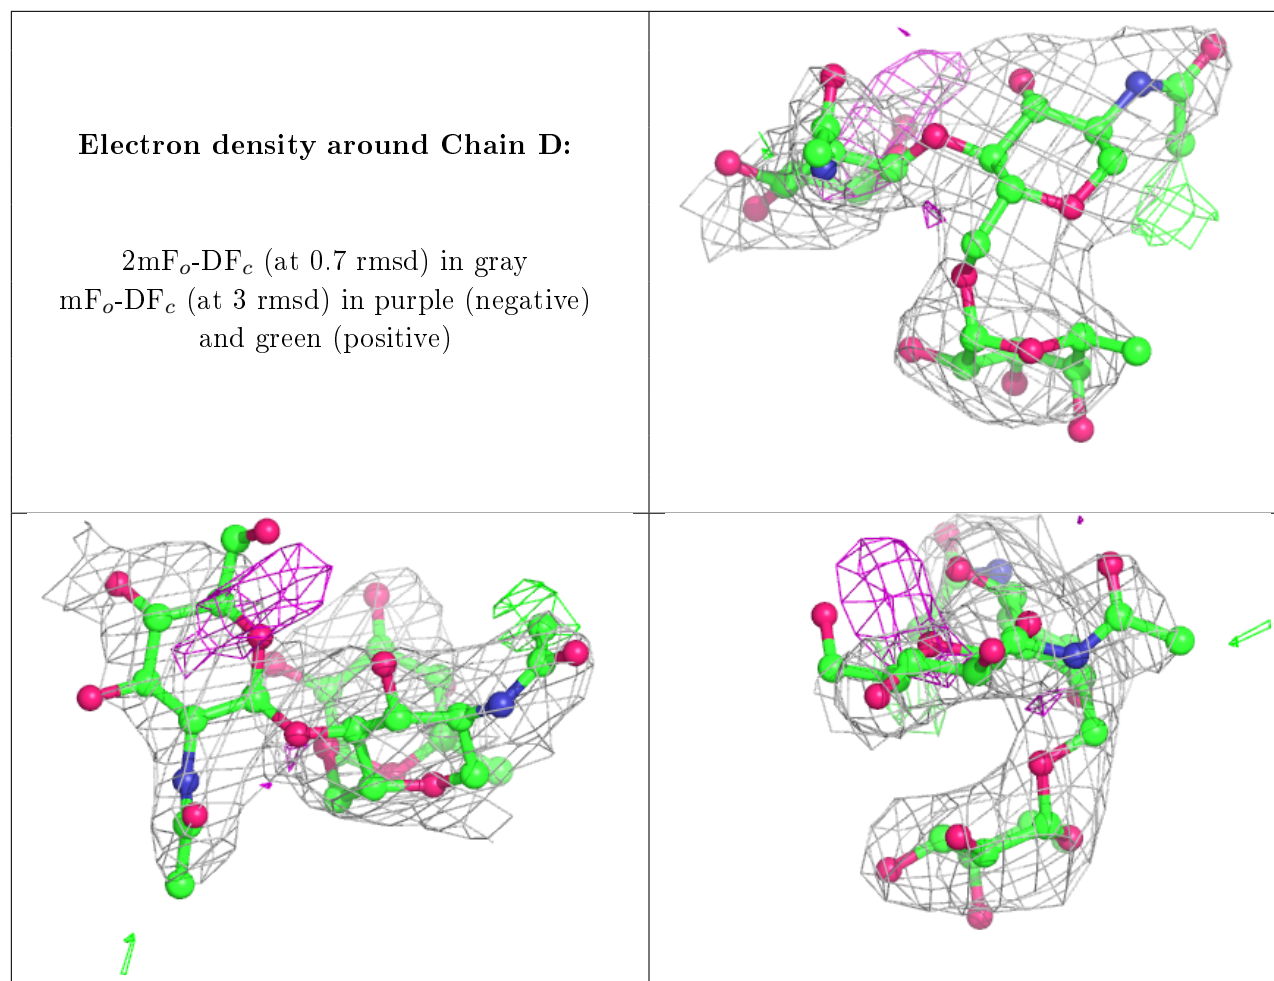 Electron density around Chain D:
2mFo-DFc (at 0.7 rmsd) in gray
mFo-DFc (at 3 rmsd) in purple (negative)
and green (positive)